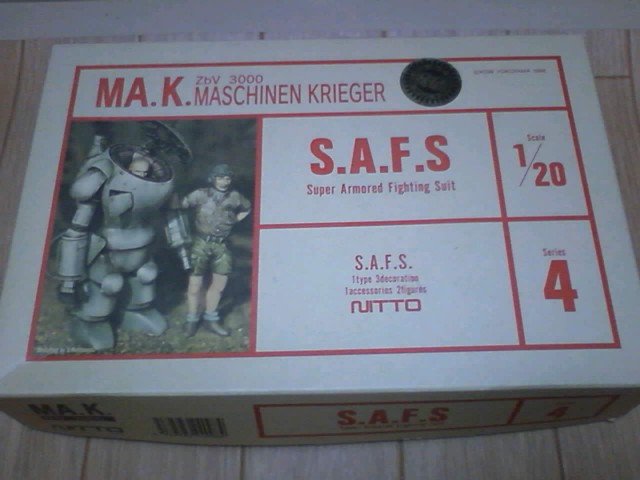 ZbV 3000
MA.K. MASCHINEN KRIEGER
S.A.F.S
Super Armored Fighting Suit
Scale
1/20
S.A.F.S.
1type 3decoration
1accessories 2figures
NITTO
Series
4
MA.K.
NITTO
S.A.F.S
4